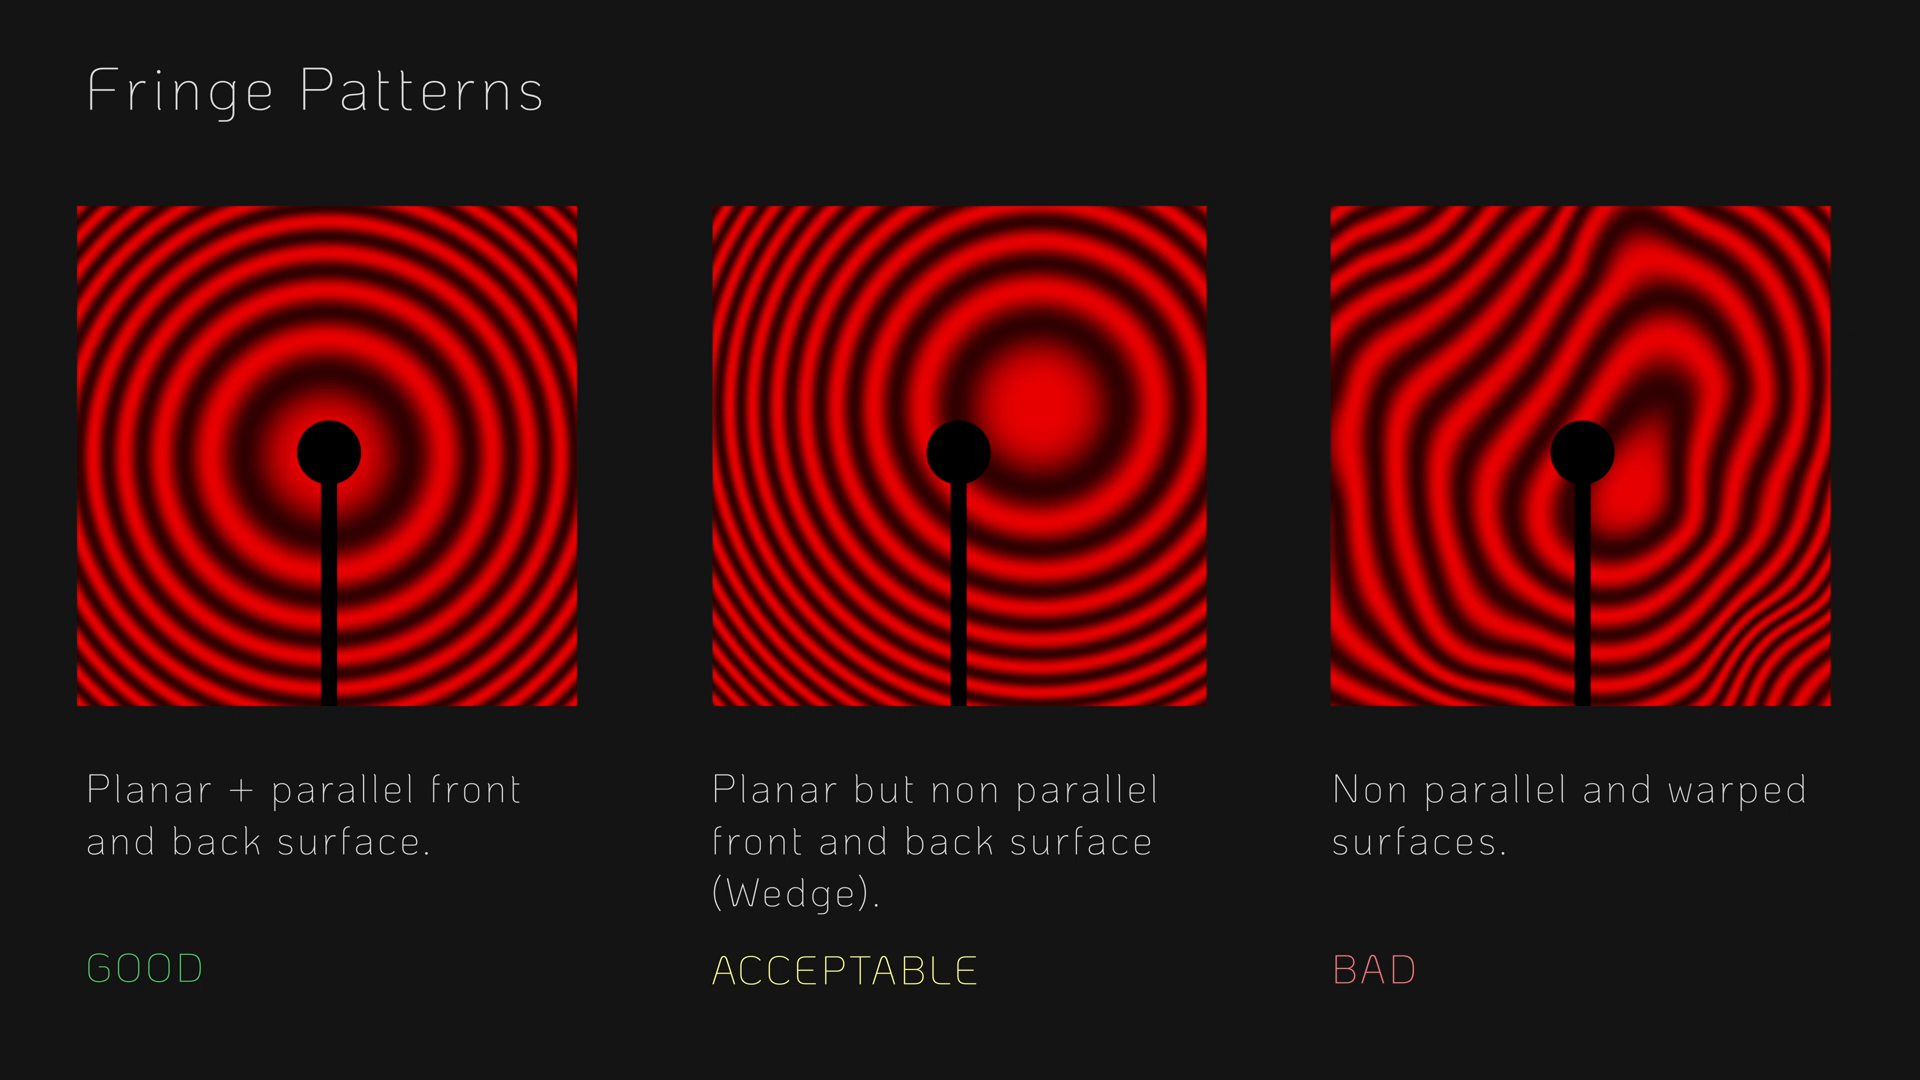 Fringe Patterns
Planar + parallel front
and back surface.
GOOD
Planar but non parallel
front and back surface
(Wedge).
ACCEPTABLE
Non parallel and warped
surfaces.
BAD